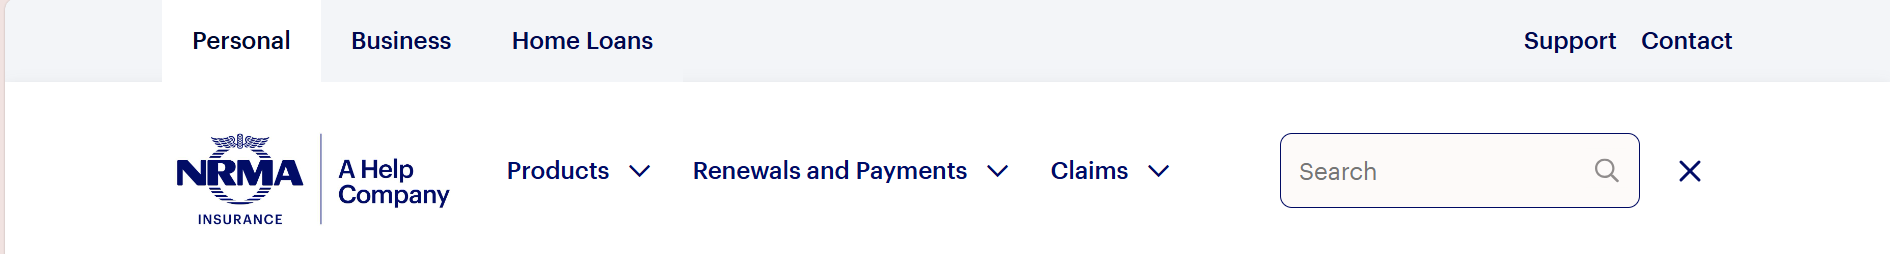 Personal Business Home Loans Support Contact
NRMA
INSURANCE
A Help
Company
Products Renewals and Payments Claims Search